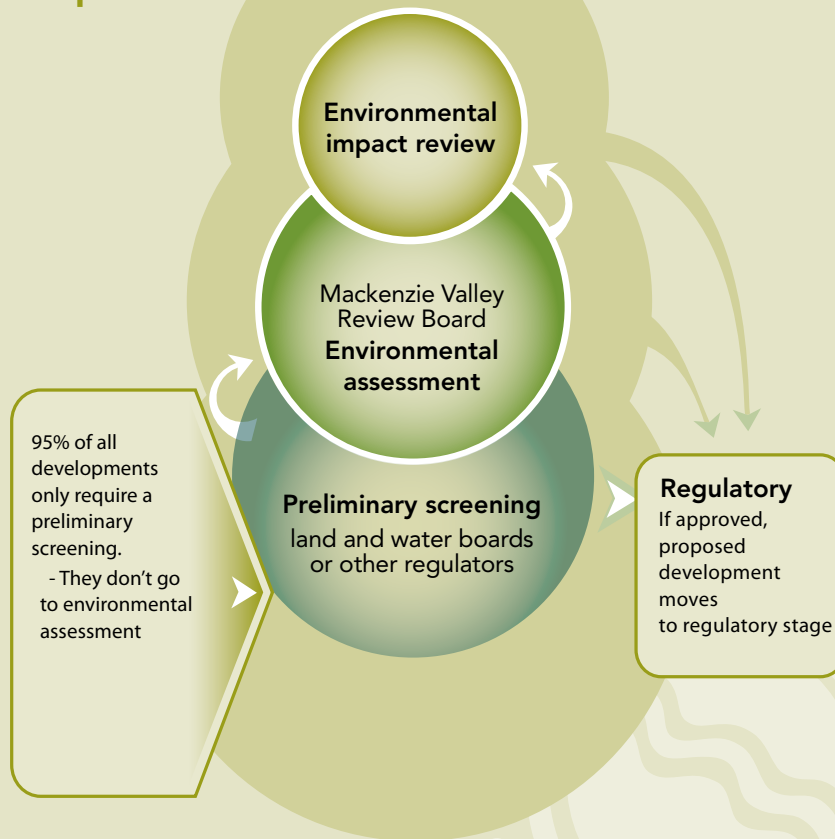 Environmental
impact review
Mackenzie Valley
Review Board
Environmental
assessment
95% of all
developments
only require a
preliminary
screening.
- They don’t go
to environmental
assessment
Preliminary screening
land and water boards
or other regulators
Regulatory
If approved,
proposed
development
moves
to regulatory stage